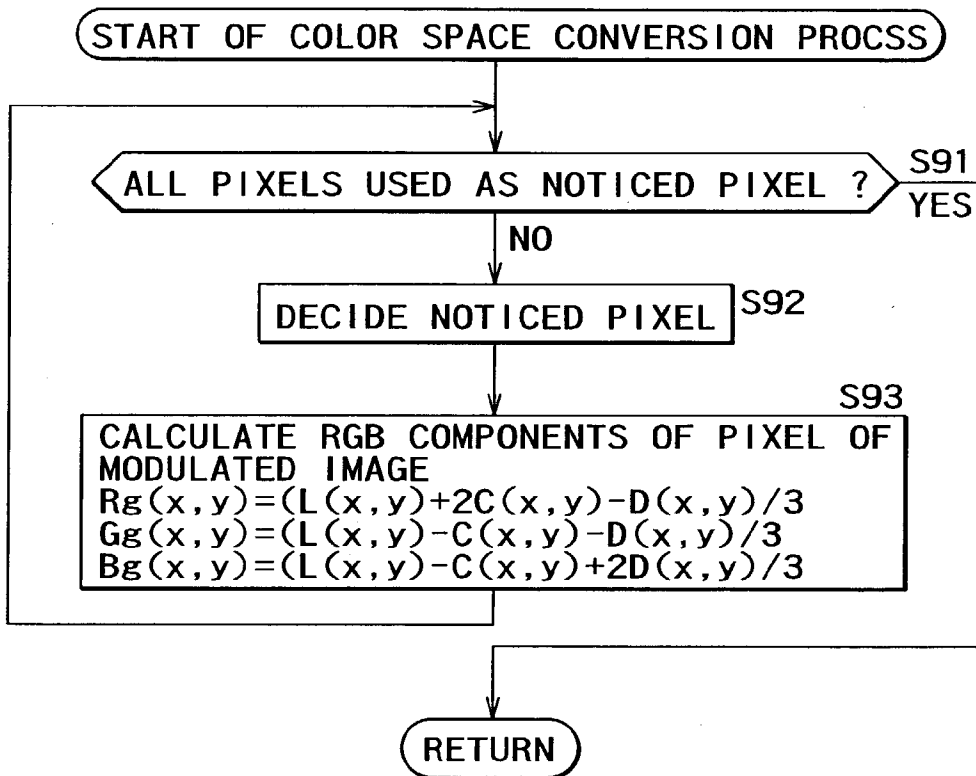 START OF COLOR SPACE CONVERSION PROCSS
ALL PIXELS USED AS NOTICED PIXEL ?
S91
YES
NO
DECIDE NOTICED PIXEL
S92
S93
CALCULATE RGB COMPONENTS OF PIXEL OF
MODULATED IMAGE
Rg(x,y)=(L(x,y)+2C(x,y)-D(x,y)/3
Gg(x,y)=(L(x,y)-C(x,y)-D(x,y)/3
Bg(x,y)=(L(x,y)-C(x,y)+2D(x,y)/3
RETURN